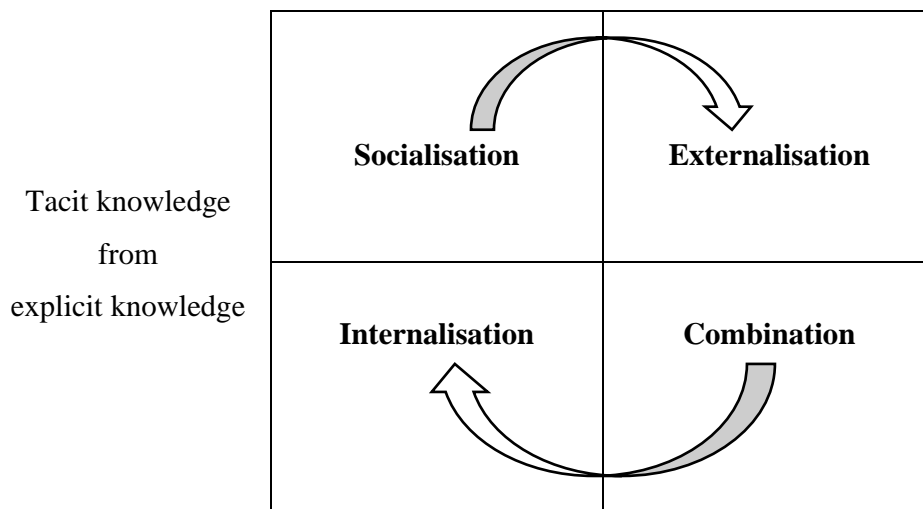 Socialisation Externalisation
Tacit knowledge
from
explicit knowledge
Internalisation Combination